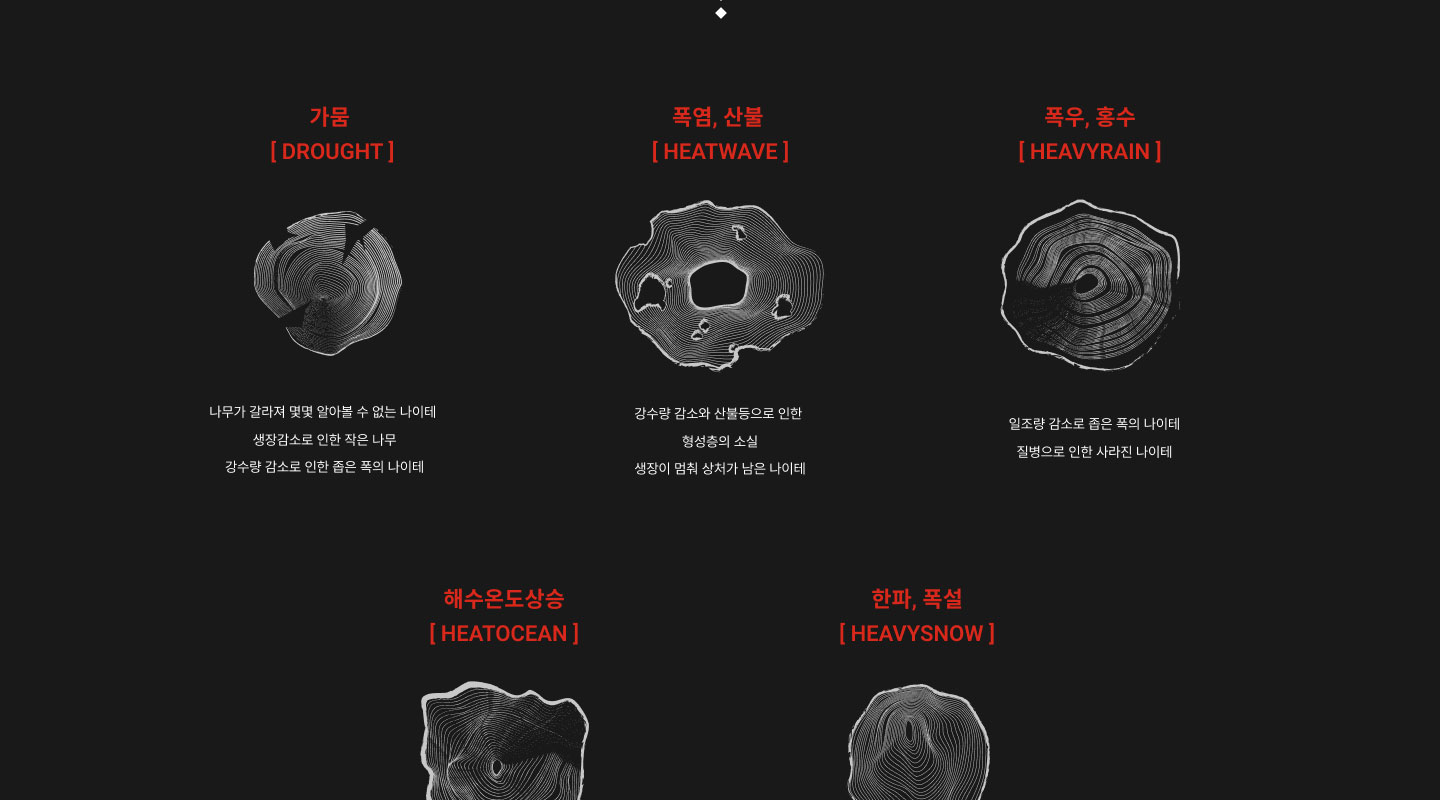 가뭄
[ DROUGHT ]
나무가 갈라져 몇몇 알아볼 수 없는 나이테
생장감소로 인한 작은 나무
강수량 감소로 인한 좁은 폭의 나이테
폭염, 산불
[ HEATWAVE ]
강수량 감소와 산불등으로 인한
형성층의 소실
생장이 멈춰 상처가 남은 나이테
폭우, 홍수
[ HEAVYRAIN ]
일조량 감소로 좁은 폭의 나이테
질병으로 인한 사라진 나이테
해수온도상승
[ HEATOCEAN ]
한파, 폭설
[ HEAVYSNOW ]